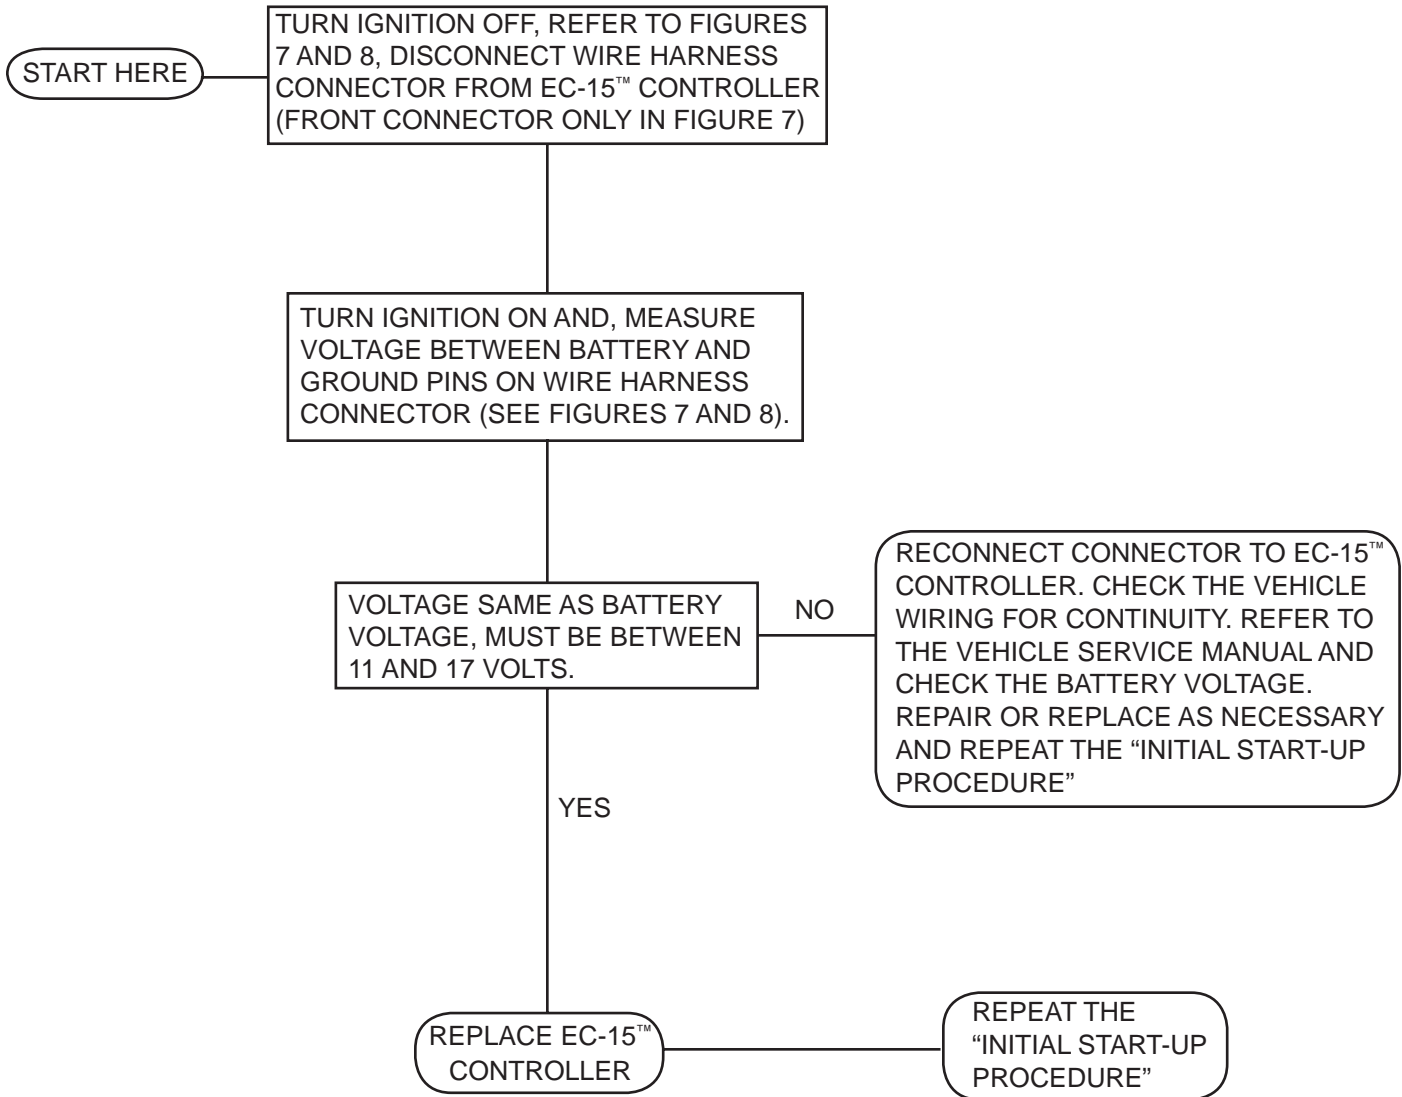 START HERE
TURN IGNITION OFF, REFER TO FIGURES
7 AND 8, DISCONNECT WIRE HARNESS
CONNECTOR FROM EC-15™ CONTROLLER
(FRONT CONNECTOR ONLY IN FIGURE 7)
TURN IGNITION ON AND, MEASURE
VOLTAGE BETWEEN BATTERY AND
GROUND PINS ON WIRE HARNESS
CONNECTOR (SEE FIGURES 7 AND 8).
VOLTAGE SAME AS BATTERY
VOLTAGE, MUST BE BETWEEN
11 AND 17 VOLTS.
NO
RECONNECT CONNECTOR TO EC-15™
CONTROLLER. CHECK THE VEHICLE
WIRING FOR CONTINUITY. REFER TO
THE VEHICLE SERVICE MANUAL AND
CHECK THE BATTERY VOLTAGE.
REPAIR OR REPLACE AS NECESSARY
AND REPEAT THE “INITIAL START-UP
PROCEDURE”
YES
REPLACE EC-15™
CONTROLLER
REPEAT THE
“INITIAL START-UP
PROCEDURE”